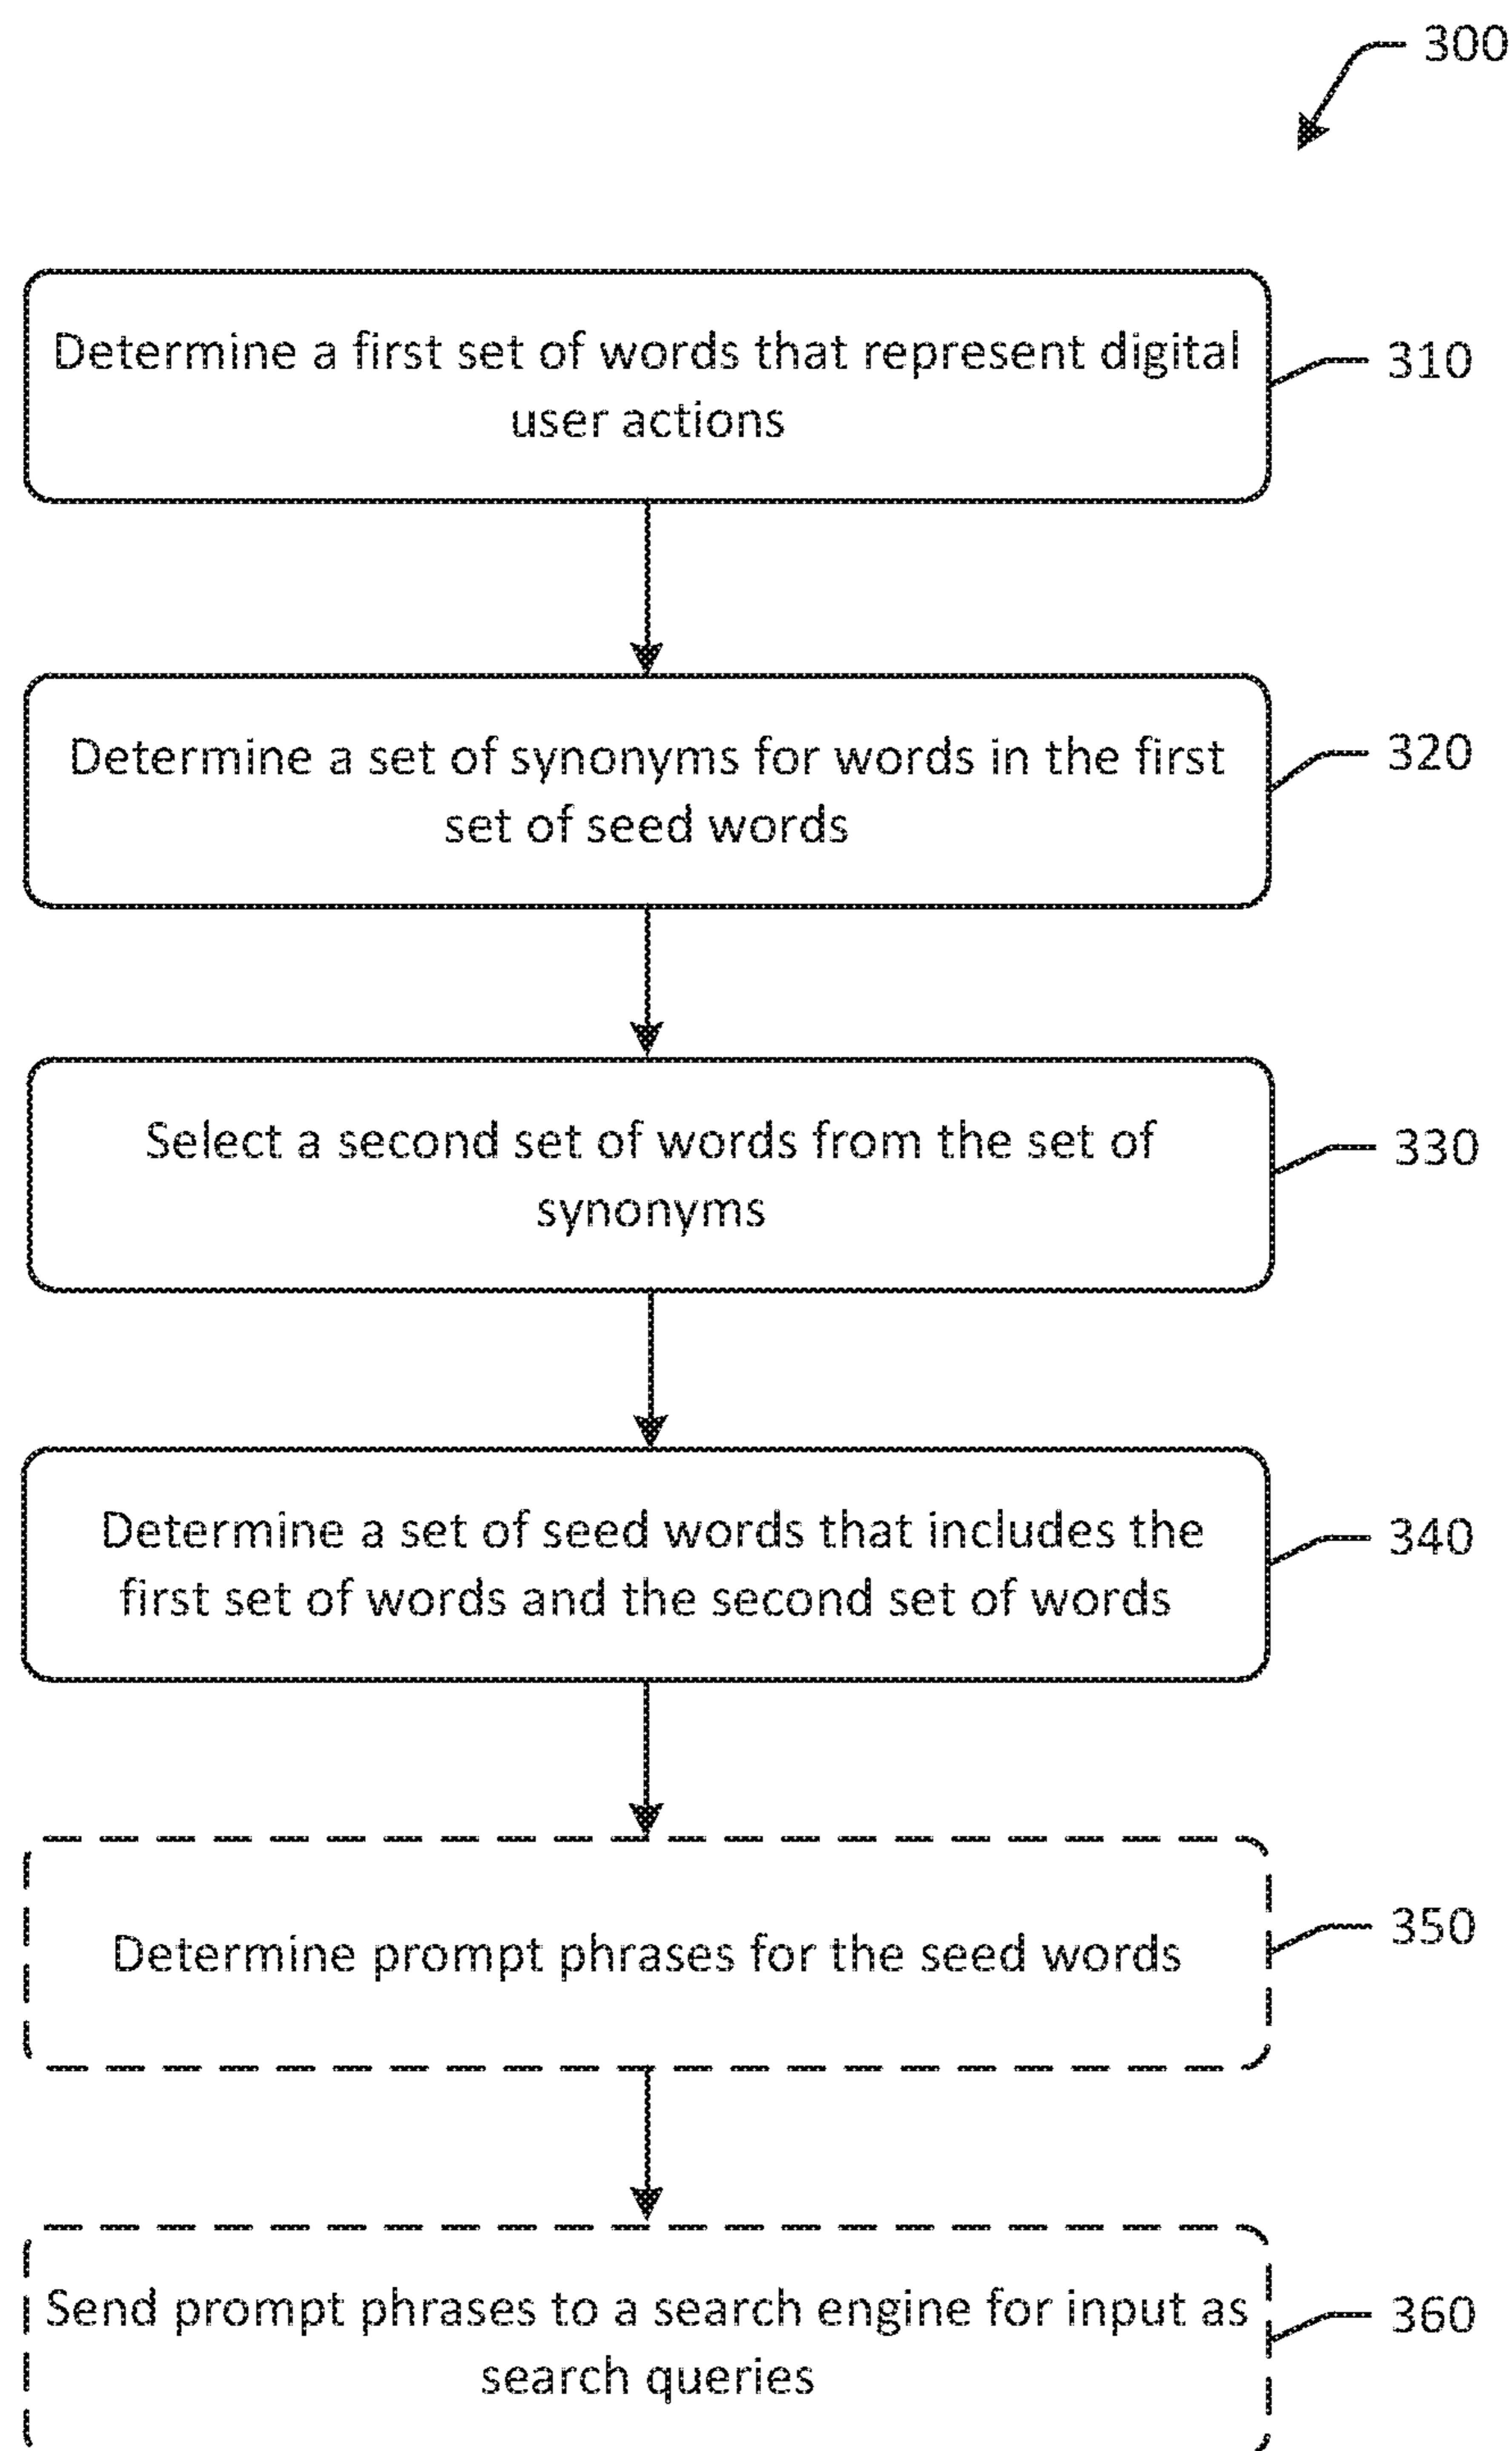 300
Determine a first set of words that represent digital
user actions
310
Determine a set of synonyms for words in the first
set of seed words
320
Select a second set of words from the set of
synonyms
330
Determine a set of seed words that includes the
first set of words and the second set of words
340
Determine prompt phrases for the seed words
350
Send prompt phrases to a search engine for input as
search queries
360